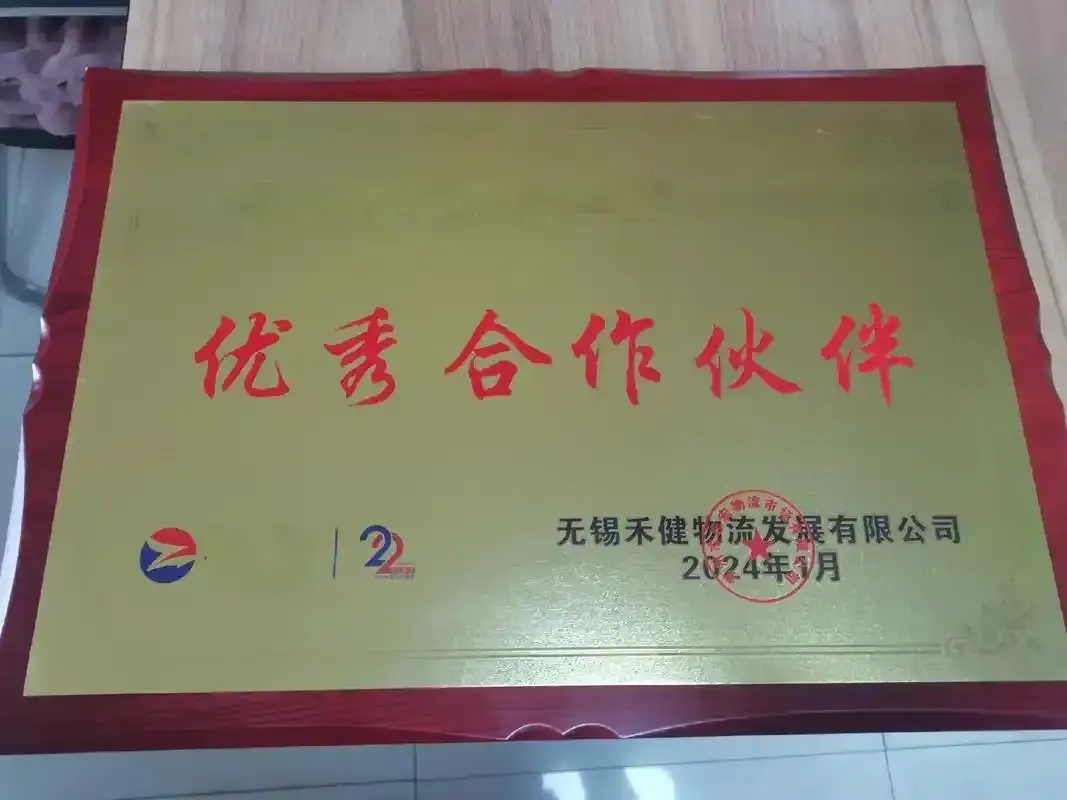 优秀合作伙伴
22
无锡禾健物流发展有限公司
2024年1月